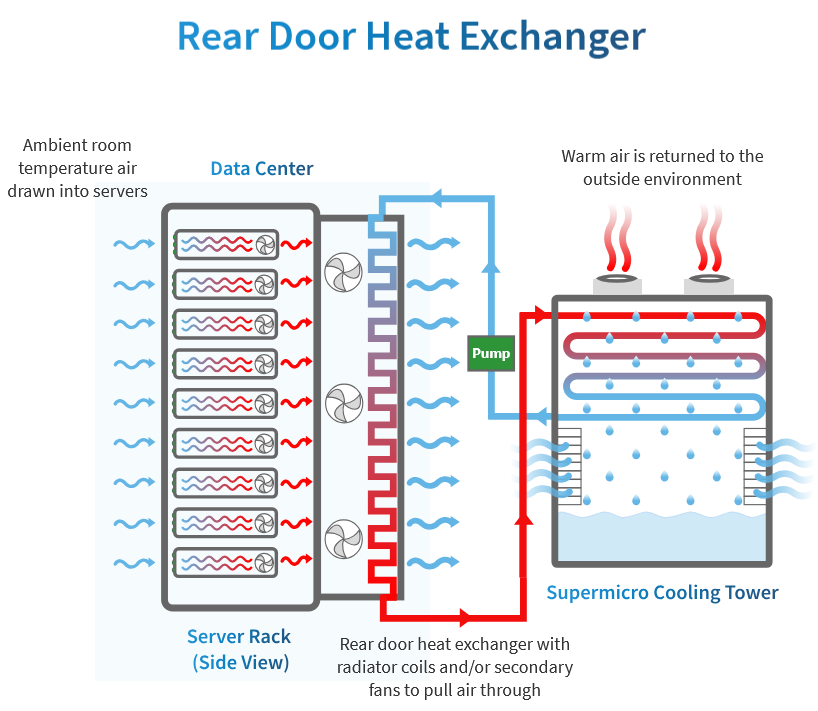 Rear Door Heat Exchanger
Ambient room
temperature air
drawn into servers
Data Center
Warm air is returned to the
outside environment
Pump
Supermicro Cooling Tower
Server Rack
(Side View)
Rear door heat exchanger with
radiator coils and/or secondary
fans to pull air through